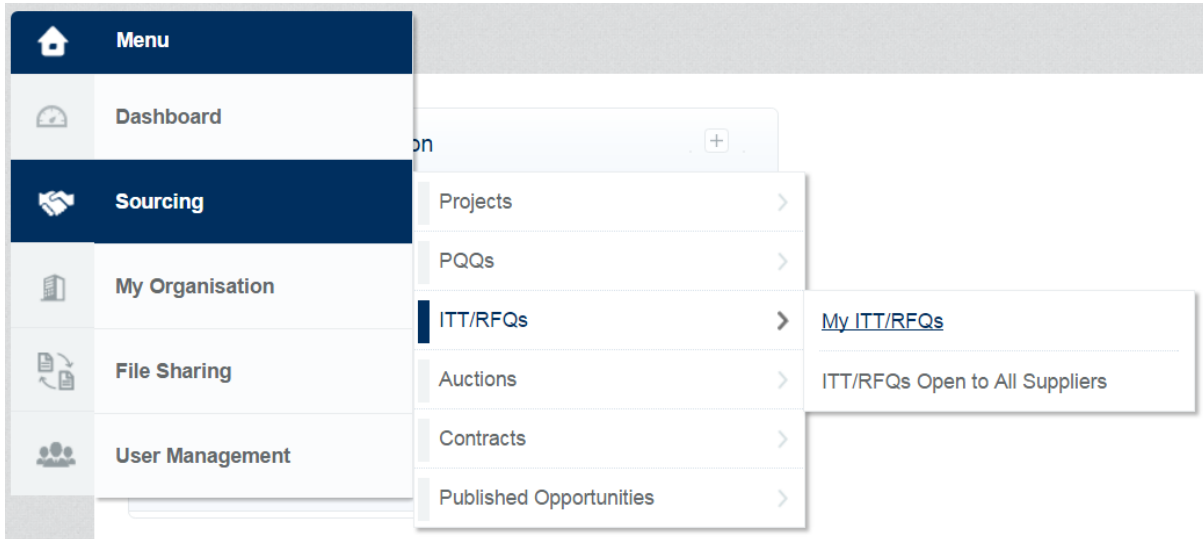 Menu
Dashboard
on
Sourcing
Projects
PQQs
My Organisation
ITT/RFQs
My ITT/RFQs
File Sharing
Auctions
ITT/RFQs Open to All Suppliers
Contracts
User Management
Published Opportunities